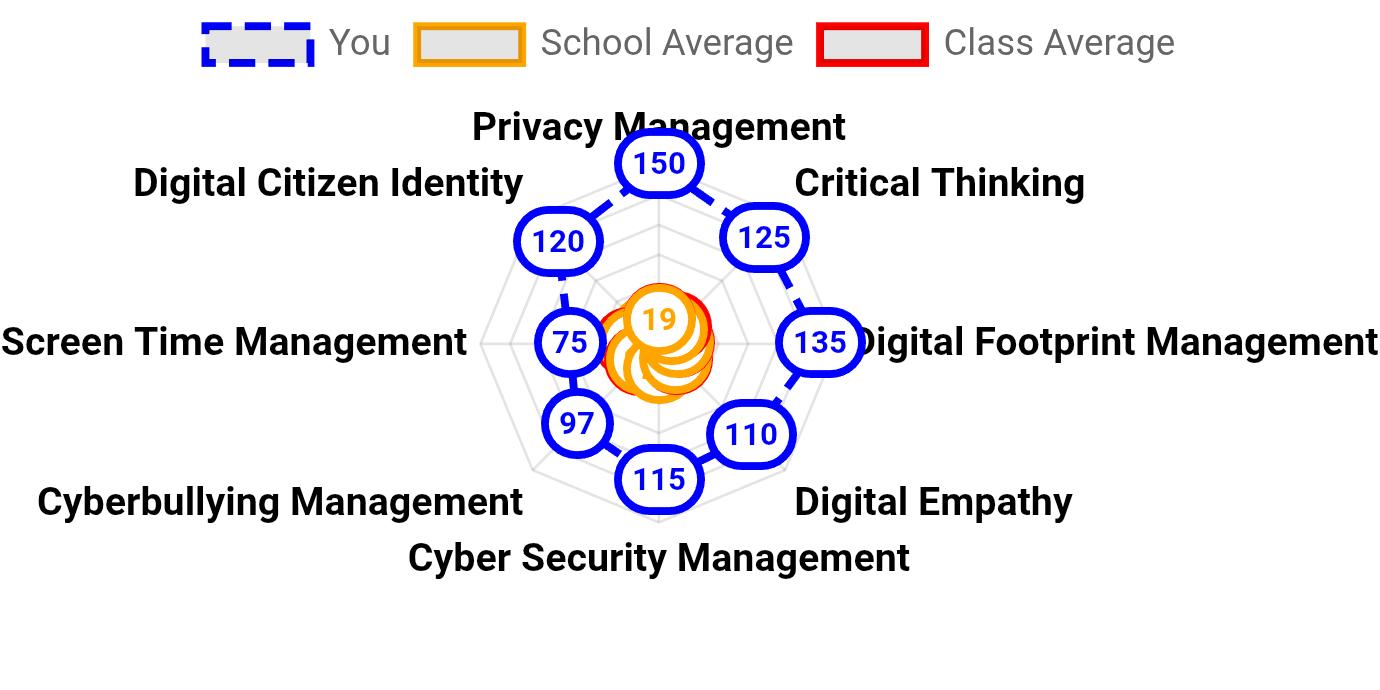 You School Average Class Average
Privacy Management
Digital Citizen Identity Critical Thinking
150
120 125
Screen Time Management 75 19 135 Digital Footprint Management
97 110
115
Cyberbullying Management Digital Empathy
Cyber Security Management